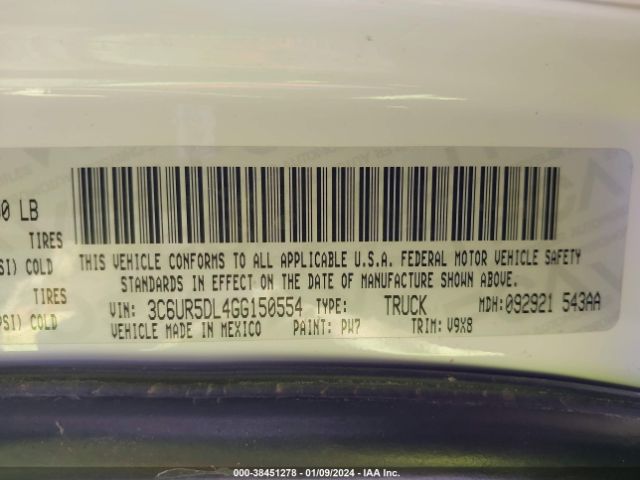 0 LB
TIRES
SI) COLD
TIRES
PSI) COLD
THIS VEHICLE CONFORMS TO ALL APPLICABLE U.S.A. FEDERAL MOTOR VEHICLE SAFETY
STANDARDS IN EFFECT ON THE DATE OF MANUFACTURE SHOWN ABOVE.
VIN: 3C6UR5DL4GG150554 TYPE: TRUCK MDH: 092921 543AA
VEHICLE MADE IN MEXICO PAINT: PW7 TRIM: V9X8
000-38451278 - 01/09/2024 - IAA Inc.